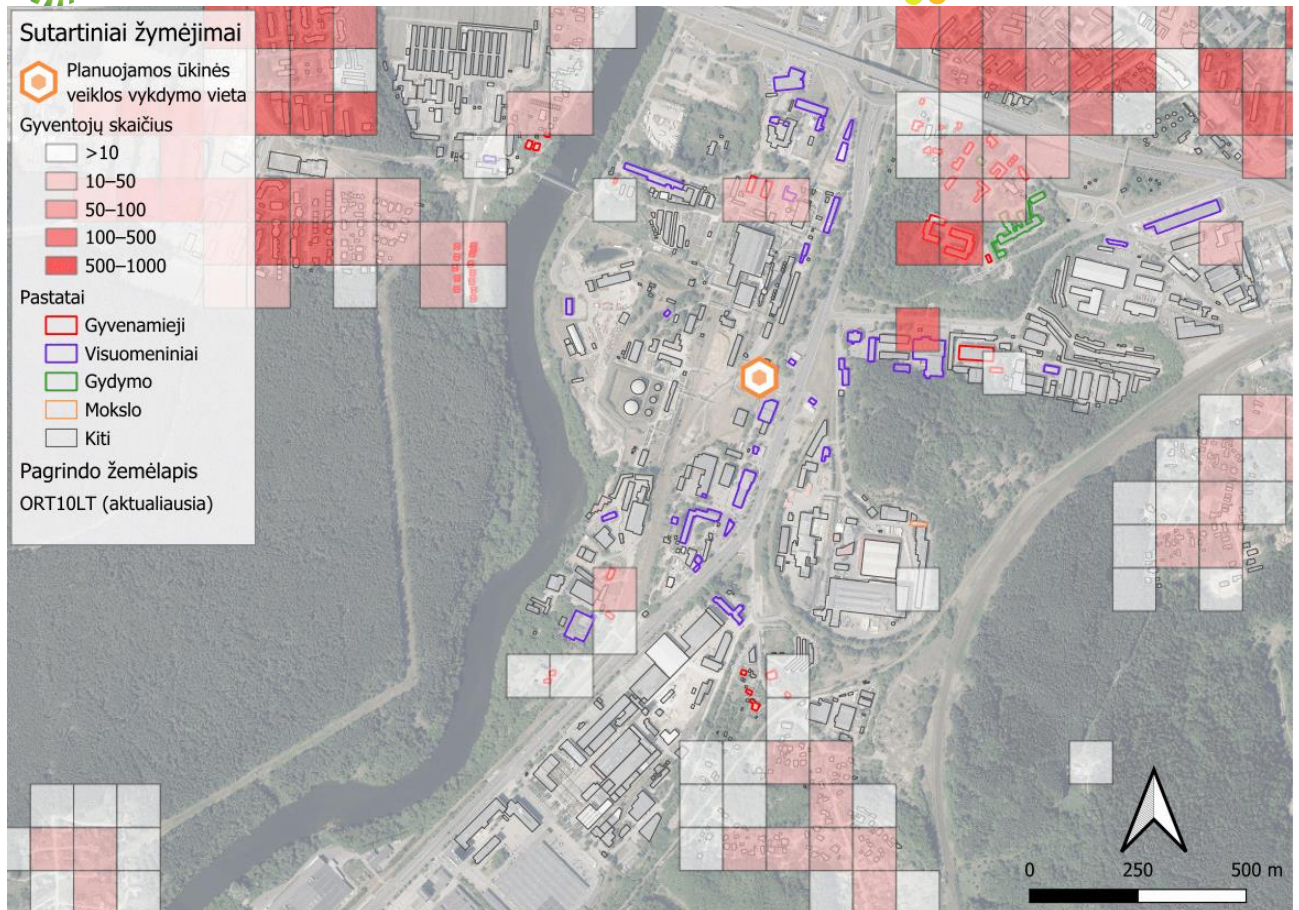 Sutartiniai žymėjimai
Planuojamos ūkinės
veiklos vykdymo vieta
Gyventojų skaičius
>10
10–50
50–100
100–500
500–1000
Pastatai
Gyvenamieji
Visuomeniniai
Gydymo
Mokslo
Kiti
Pagrindo žemėlapis
ORT10LT (aktualiausia)
0 250 500 m